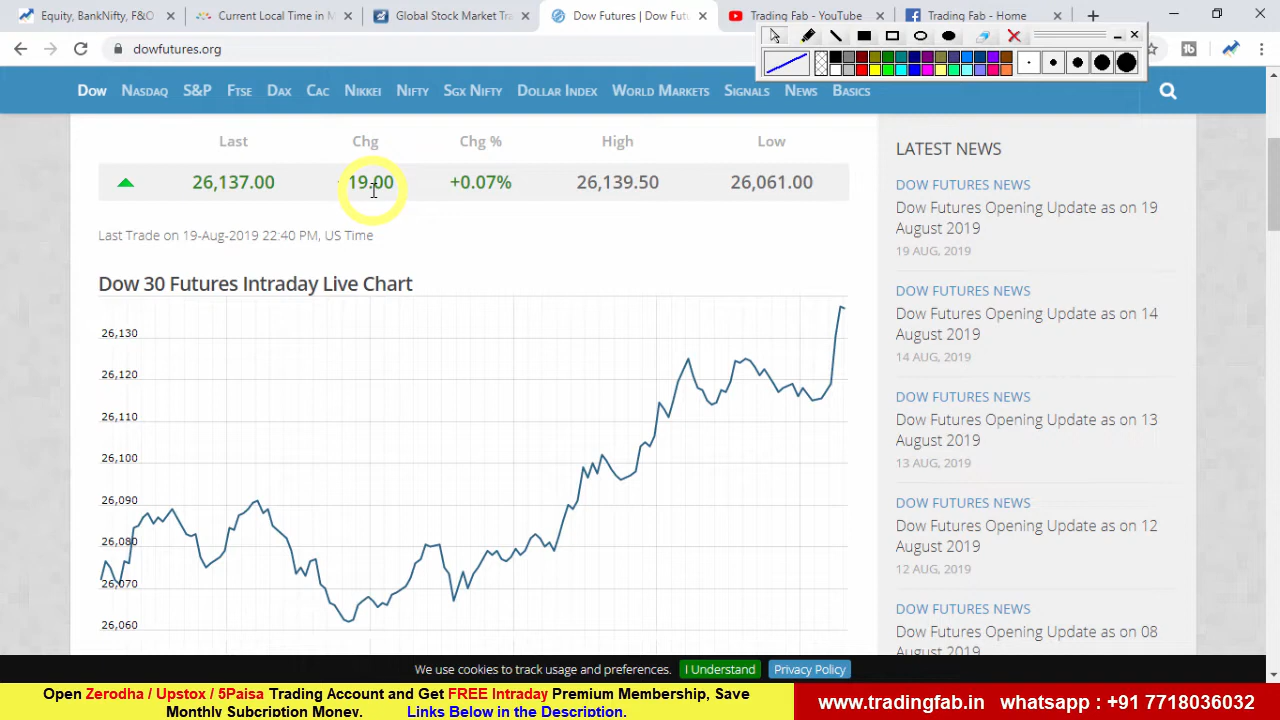 Equity, BankNifty, F&O
Current Local Time in M
Global Stock Market Tra
Dow Futures | Dow Futu
Trading Fab - YouTube
Trading Fab - Home
dowfutures.org
Dow Nasdaq S&P Ftse Dax Cac Nikkei Nifty Sgx Nifty Dollar Index World Markets Signals News Basics
Last Chg Chg % High Low
26,137.00 19.00 +0.07% 26,139.50 26,061.00
Last Trade on 19-Aug-2019 22:40 PM, US Time
Dow 30 Futures Intraday Live Chart
26,130
26,120
26,110
26,100
26,090
26,080
26,070
26,060
LATEST NEWS
DOW FUTURES NEWS
Dow Futures Opening Update as on 19
August 2019
19 AUG, 2019
DOW FUTURES NEWS
Dow Futures Opening Update as on 14
August 2019
14 AUG, 2019
DOW FUTURES NEWS
Dow Futures Opening Update as on 13
August 2019
13 AUG, 2019
DOW FUTURES NEWS
Dow Futures Opening Update as on 12
August 2019
12 AUG, 2019
DOW FUTURES NEWS
Dow Futures Opening Update as on 08
August 2019
We use cookies to track usage and preferences. I Understand Privacy Policy
Open Zerodha / Upstox / 5Paisa Trading Account and Get FREE Intraday Premium Membership, Save
Monthly Subcription Money. Links Below in the Description.
www.tradingfab.in whatsapp : +91 7718036032